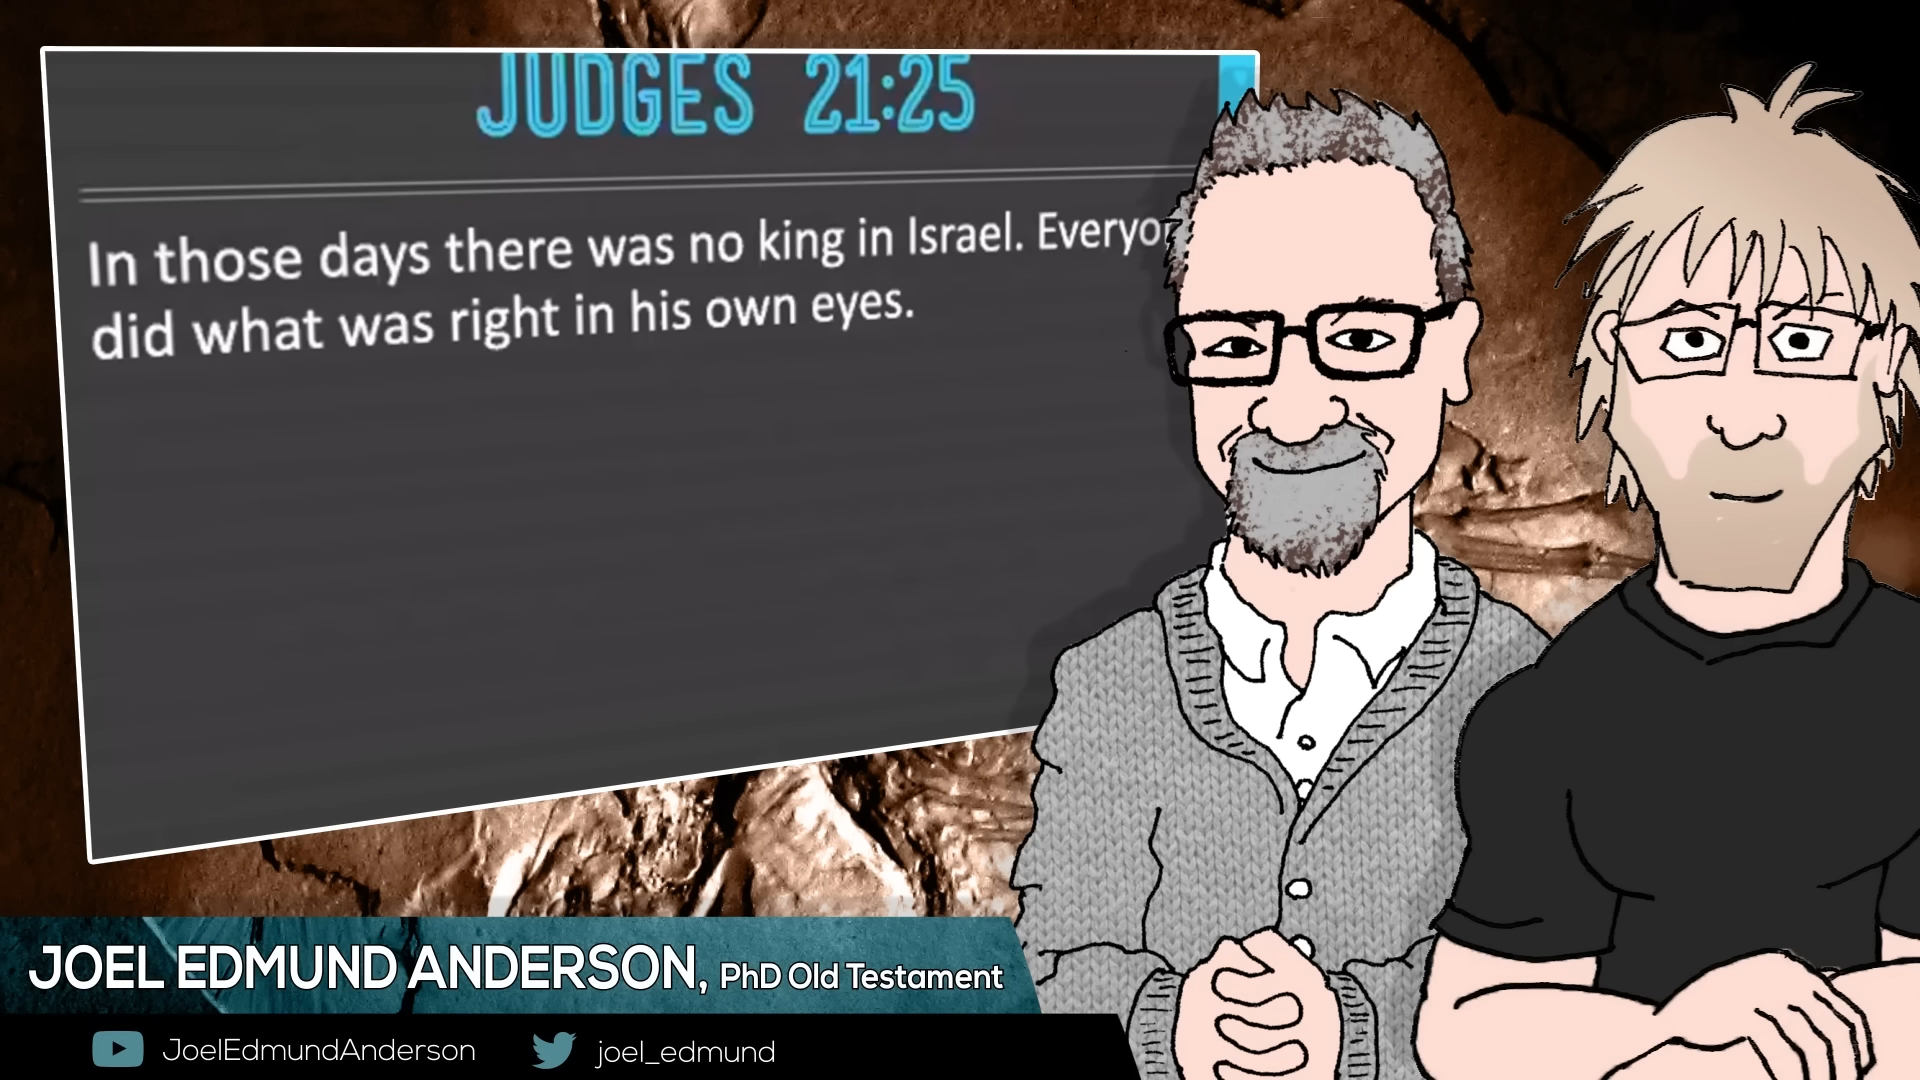 JUDGES 21:25
In those days there was no king in Israel.
did what was right in his own eyes.
JOEL EDMUND ANDERSON, PhD Old Testament
JoelEdmundAnderson
joel_edmund